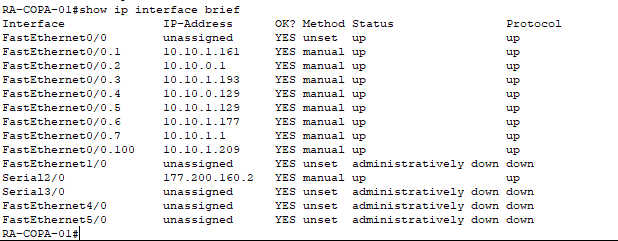 RA-COPA-01#show ip interface brief
Interface              IP-Address      OK? Method Status                Protocol
FastEthernet0/0        unassigned      YES unset  up                    up
FastEthernet0/0.1      10.10.1.161     YES manual up                    up
FastEthernet0/0.2      10.10.0.1       YES manual up                    up
FastEthernet0/0.3      10.10.1.193     YES manual up                    up
FastEthernet0/0.4      10.10.0.129     YES manual up                    up
FastEthernet0/0.5      10.10.1.129     YES manual up                    up
FastEthernet0/0.6      10.10.1.177     YES manual up                    up
FastEthernet0/0.7      10.10.1.1       YES manual up                    up
FastEthernet0/0.100    10.10.1.209     YES manual up                    up
FastEthernet1/0        unassigned      YES unset  administratively down down
Serial2/0              177.200.160.2   YES manual up                    up
Serial3/0              unassigned      YES unset  administratively down down
FastEthernet4/0        unassigned      YES unset  administratively down down
FastEthernet5/0        unassigned      YES unset  administratively down down
RA-COPA-01#